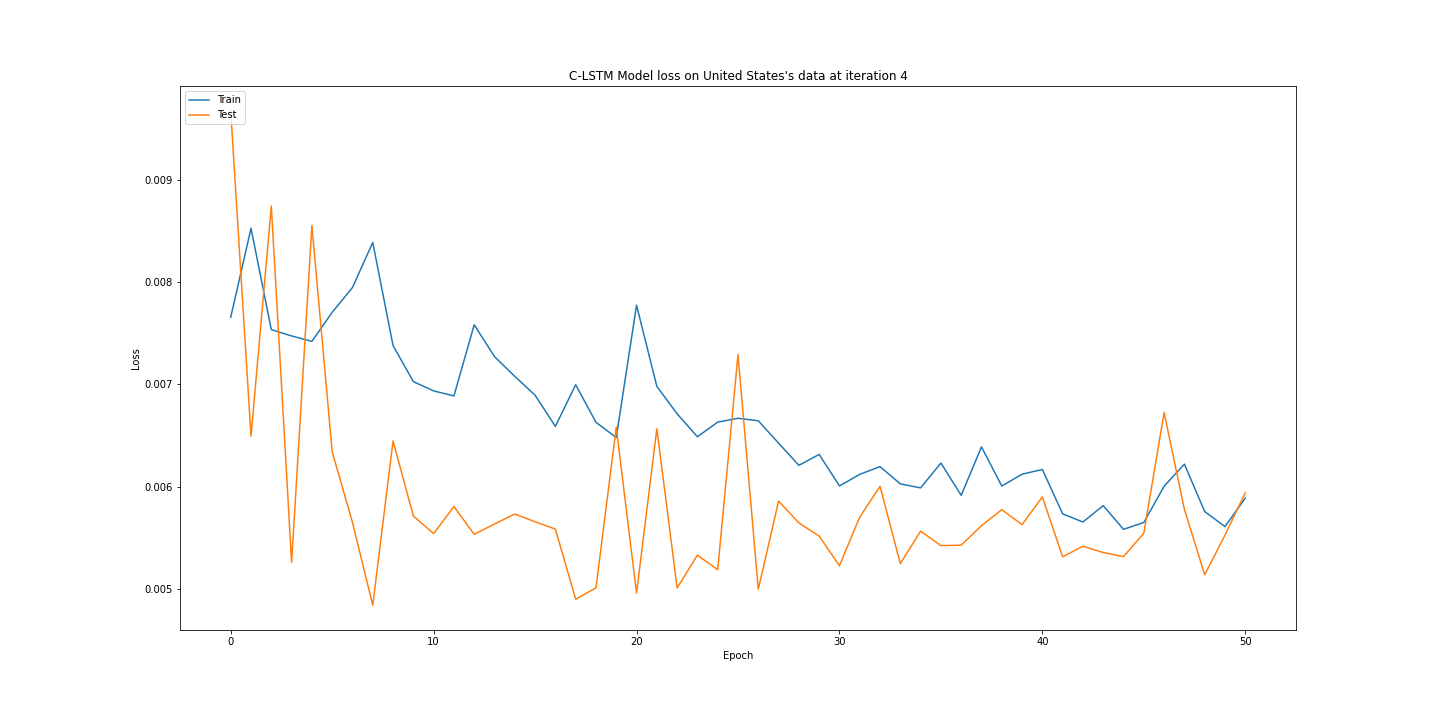 C-LSTM Model loss on United States's data at iteration 4
Train
Test
0.009
0.008
0.007
0.006
0.005
Loss
0 10 20 30 40 50
Epoch